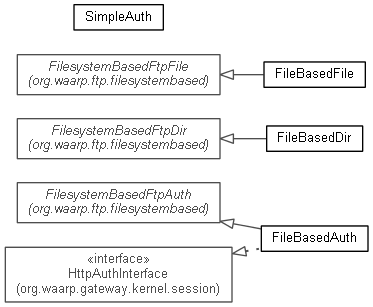 SimpleAuth
FilesystemBasedFtpFile
(org.waarp.ftp.filesystembased)
FileBasedFile
FilesystemBasedFtpDir
(org.waarp.ftp.filesystembased)
FileBasedDir
FilesystemBasedFtpAuth
(org.waarp.ftp.filesystembased)
FileBasedAuth
«interface»
HttpAuthInterface
(org.waarp.gateway.kernel.session)